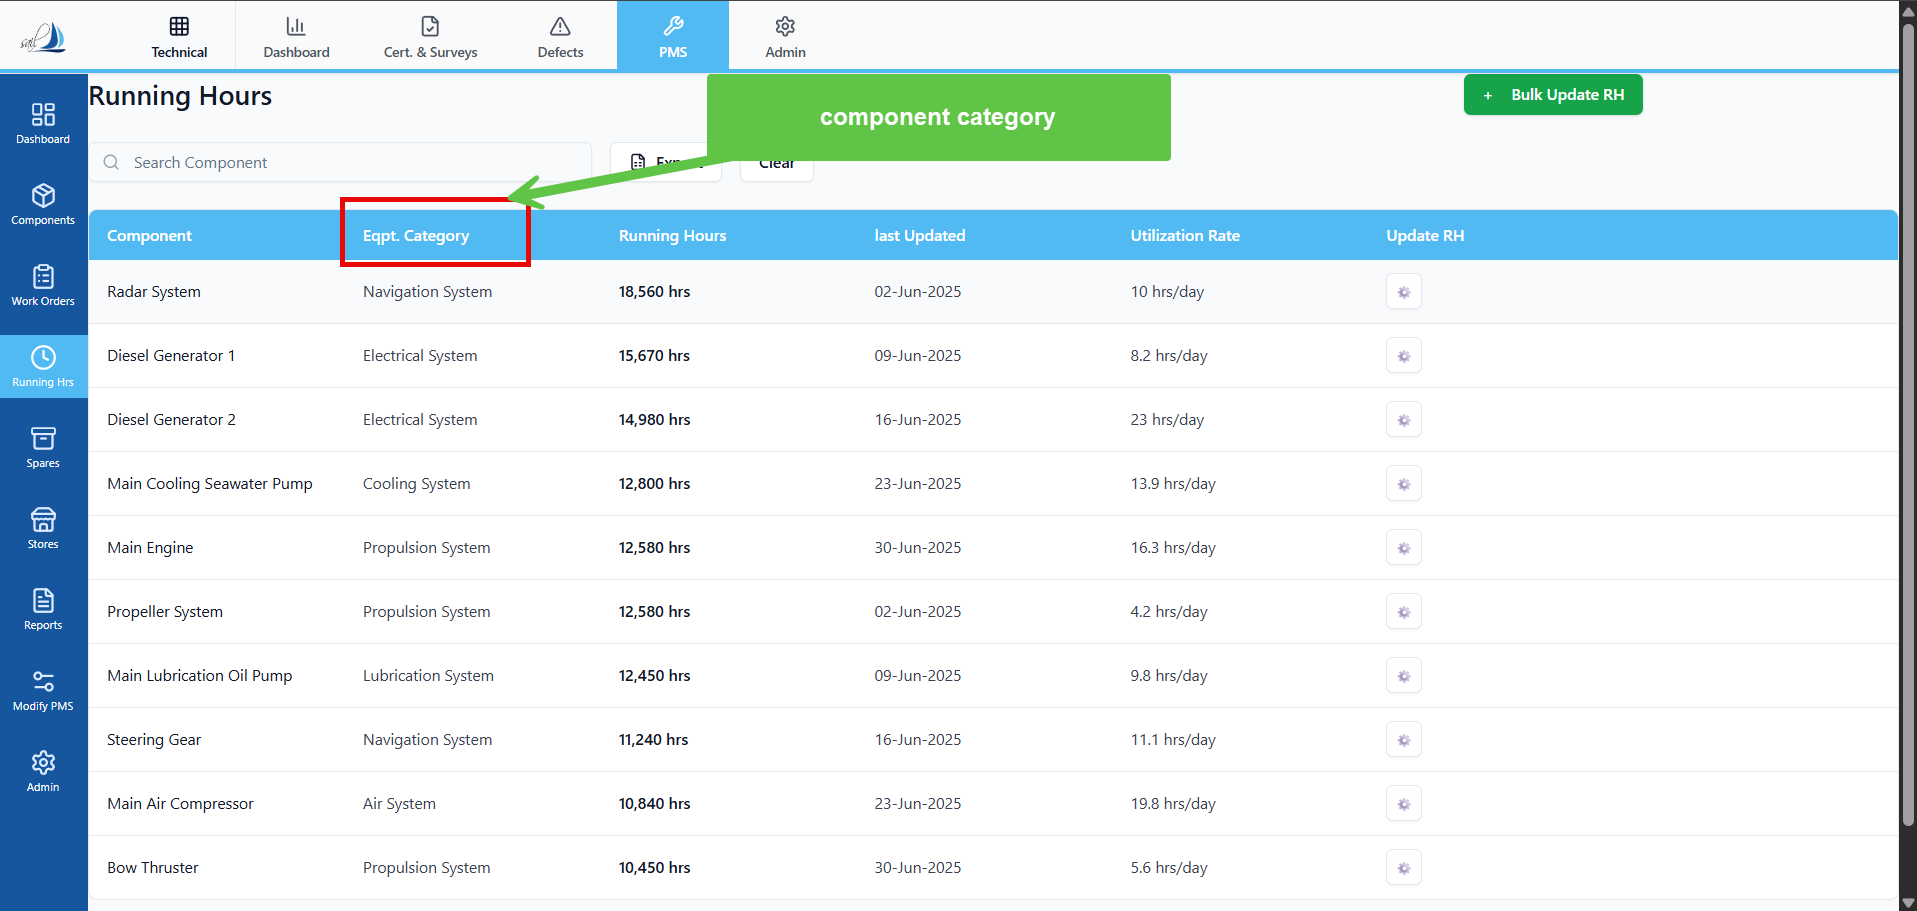 sail
Technical
Dashboard
Cert. & Surveys
Defects
PMS
Admin
Running Hours
component category
+ Bulk Update RH
Search Component
Clear
Dashboard
Components
Work Orders
Running Hrs
Spares
Stores
Reports
Modify PMS
Admin
Component Eqpt. Category Running Hours last Updated Utilization Rate Update RH
Radar System Navigation System 18,560 hrs 02-Jun-2025 10 hrs/day
Diesel Generator 1 Electrical System 15,670 hrs 09-Jun-2025 8.2 hrs/day
Diesel Generator 2 Electrical System 14,980 hrs 16-Jun-2025 23 hrs/day
Main Cooling Seawater Pump Cooling System 12,800 hrs 23-Jun-2025 13.9 hrs/day
Main Engine Propulsion System 12,580 hrs 30-Jun-2025 16.3 hrs/day
Propeller System Propulsion System 12,580 hrs 02-Jun-2025 4.2 hrs/day
Main Lubrication Oil Pump Lubrication System 12,450 hrs 09-Jun-2025 9.8 hrs/day
Steering Gear Navigation System 11,240 hrs 16-Jun-2025 11.1 hrs/day
Main Air Compressor Air System 10,840 hrs 23-Jun-2025 19.8 hrs/day
Bow Thruster Propulsion System 10,450 hrs 30-Jun-2025 5.6 hrs/day